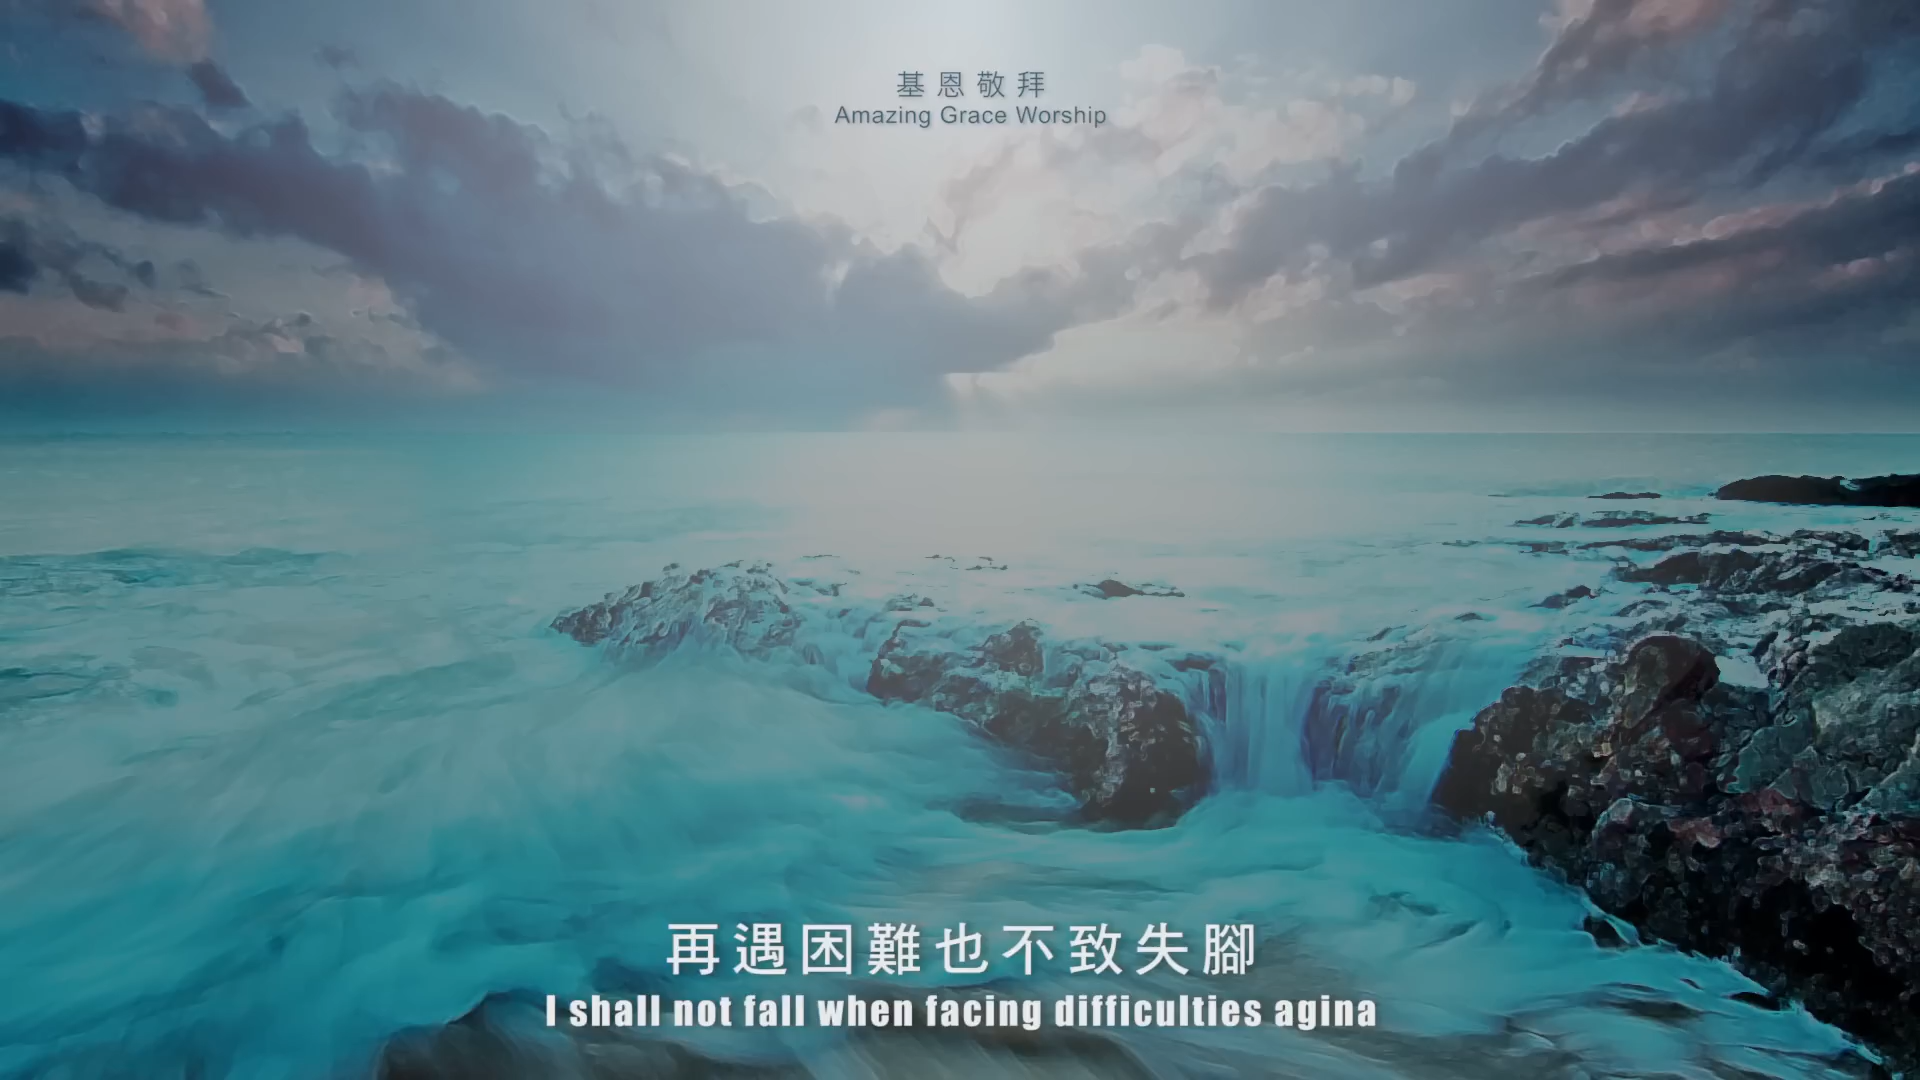 基恩敬拜
Amazing Grace Worship
再遇困難也不致失腳
I shall not fall when facing difficulties agina